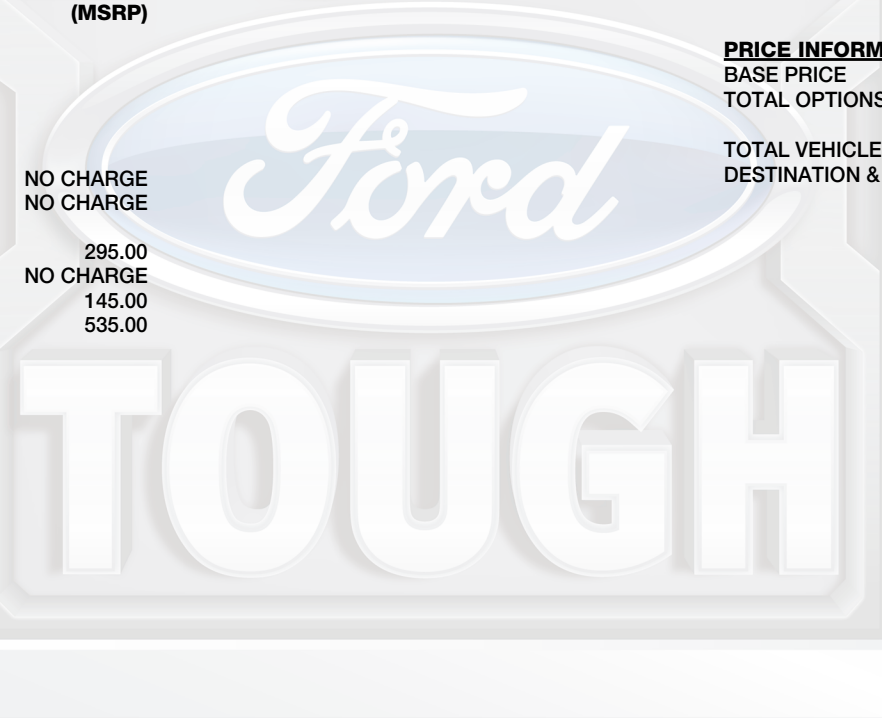 (MSRP)
NO CHARGE
NO CHARGE
295.00
NO CHARGE
145.00
535.00
PRICE INFORM
BASE PRICE
TOTAL OPTIONS
TOTAL VEHICLE
DESTINATION &
Ford
TOUGH